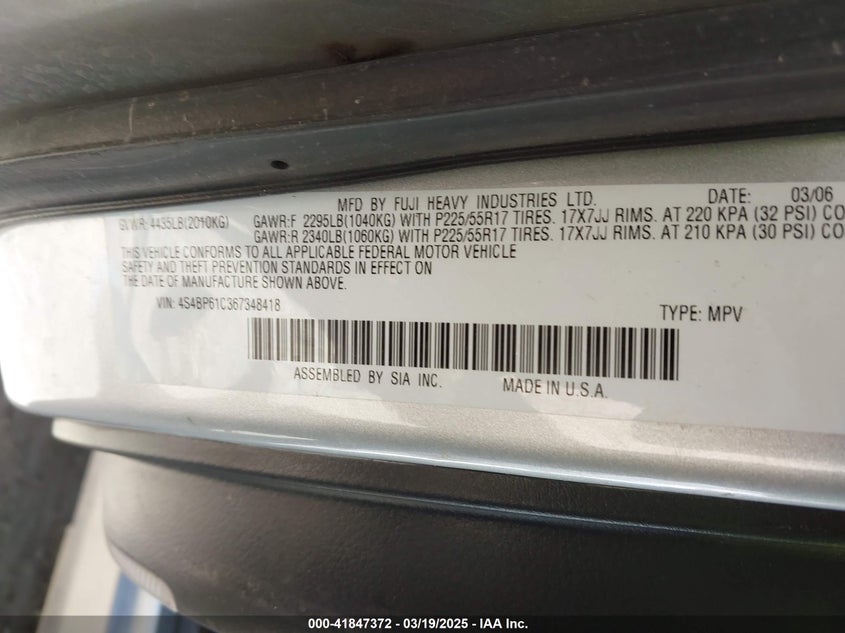 MFD BY FUJI HEAVY INDUSTRIES LTD. DATE: 03/06
GVWR: 4435LB(2010KG) GAWR:F 2295LB(1040KG) WITH P225/55R17 TIRES. 17X7JJ RIMS. AT 220 KPA (32 PSI) CO
GAWR:R 2340LB(1060KG) WITH P225/55R17 TIRES. 17X7JJ RIMS. AT 210 KPA (30 PSI) CO
THIS VEHICLE CONFORMS TO ALL APPLICABLE FEDERAL MOTOR VEHICLE
SAFETY AND THEFT PREVENTION STANDARDS IN EFFECT ON
THE DATE OF MANUFACTURE SHOWN ABOVE.
VIN: 4S4BP61C367348418 TYPE: MPV
ASSEMBLED BY SIA INC. MADE IN U.S.A.
000-41847372 - 03/19/2025 - IAA Inc.